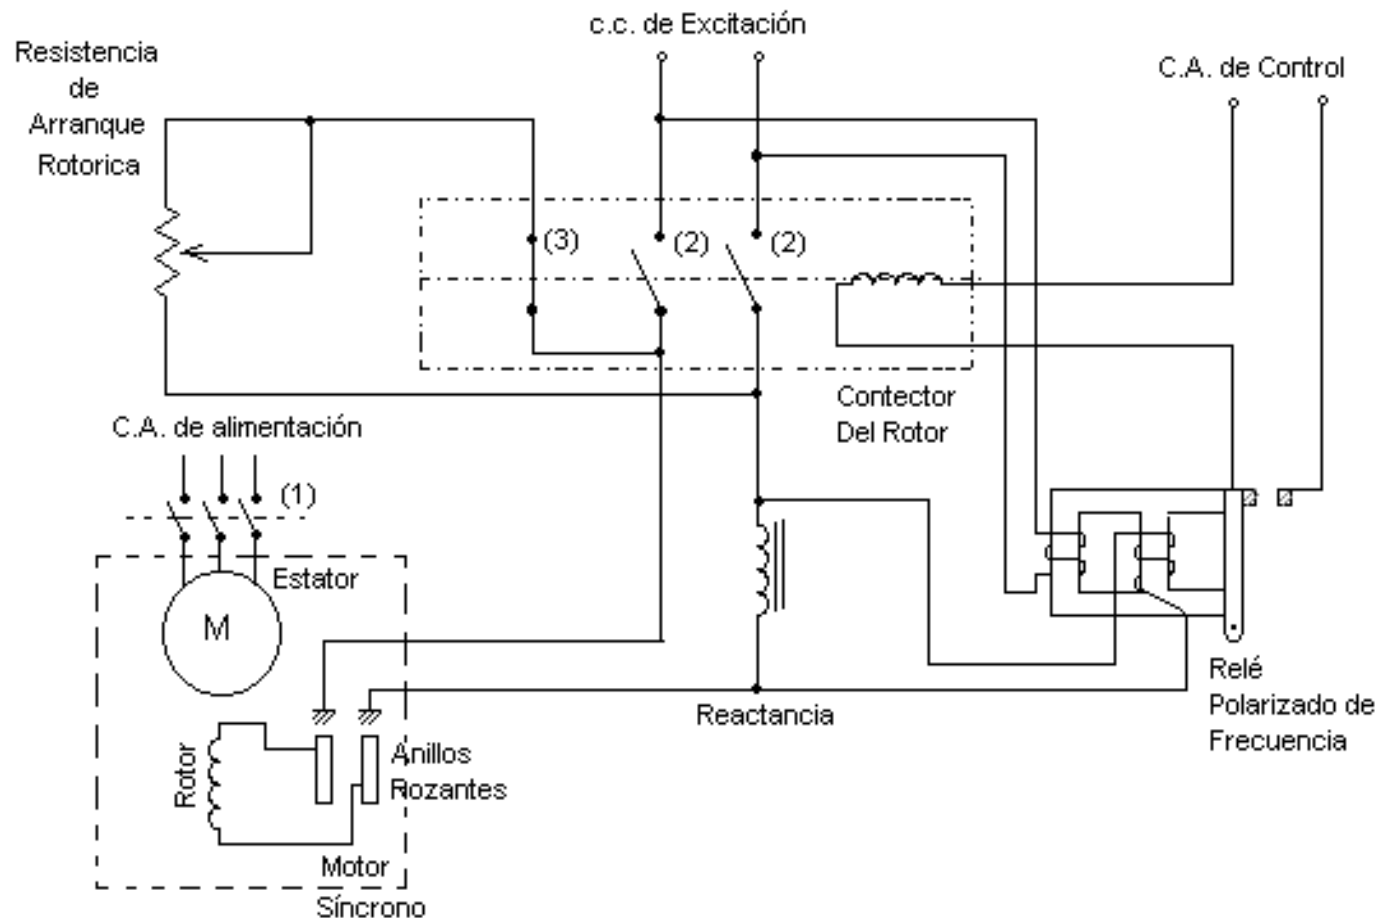 c.c. de Excitación
Resistencia
de
Arranque
Rotorica
C.A. de Control
(3)
(2)
(2)
Contector
Del Rotor
C.A. de alimentación
(1)
Estator
M
Reactancia
Relé
Polarizado de
Frecuencia
Rotor
Anillos
Rozantes
Motor
Síncrono